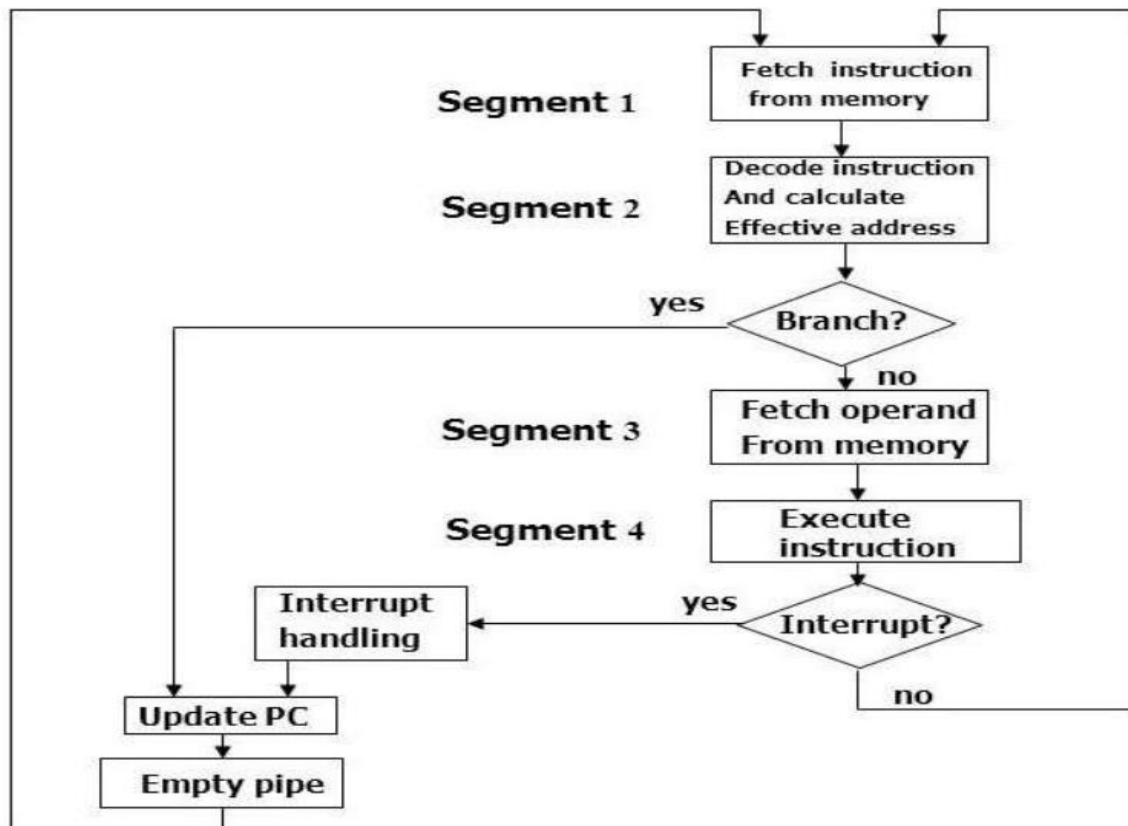 Fetch instruction
from memory
Segment 1
Decode instruction
And calculate
Effective address
Segment 2
yes
Branch?
no
Fetch operand
From memory
Segment 3
Execute
instruction
Segment 4
Interrupt
handling
yes
Interrupt?
no
Update PC
Empty pipe